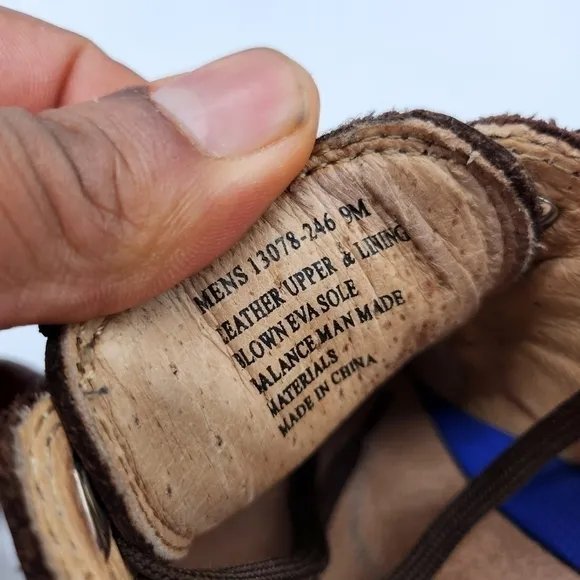 MENS 13078-246 9M
LEATHER UPPER & LINING
BLOWN EVA SOLE
BALANCE MAN MADE
MATERIALS
MADE IN CHINA